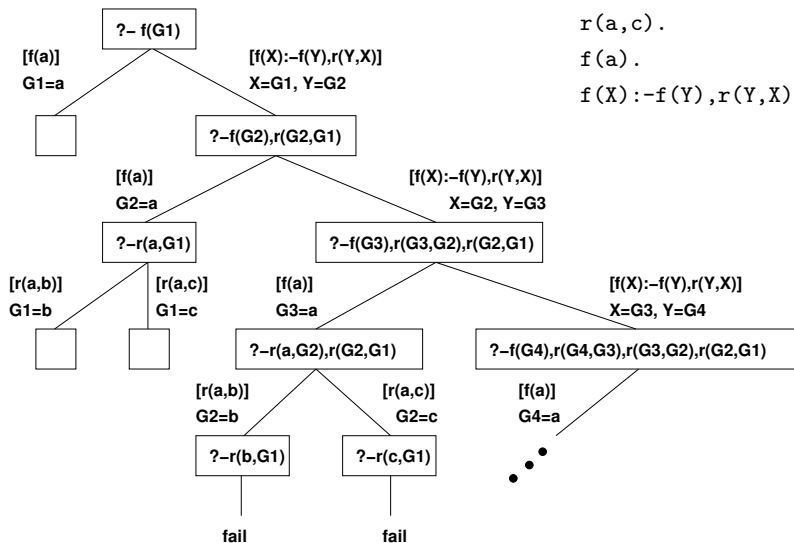 ?– f(G1)
r(a,c).
f(a).
f(X):-f(Y),r(Y,X)
[f(a)]
G1=a
[f(X):–f(Y),r(Y,X)]
X=G1, Y=G2
?–f(G2),r(G2,G1)
[f(a)]
G2=a
[f(X):–f(Y),r(Y,X)]
X=G2, Y=G3
?–r(a,G1)
?–f(G3),r(G3,G2),r(G2,G1)
[r(a,b)]
G1=b
[r(a,c)]
G1=c
[f(a)]
G3=a
[f(X):–f(Y),r(Y,X)]
X=G3, Y=G4
?–r(a,G2),r(G2,G1)
?–f(G4),r(G4,G3),r(G3,G2),r(G2,G1)
[r(a,b)]
G2=b
[r(a,c)]
G2=c
[f(a)]
G4=a
?–r(b,G1)
?–r(c,G1)
fail
fail